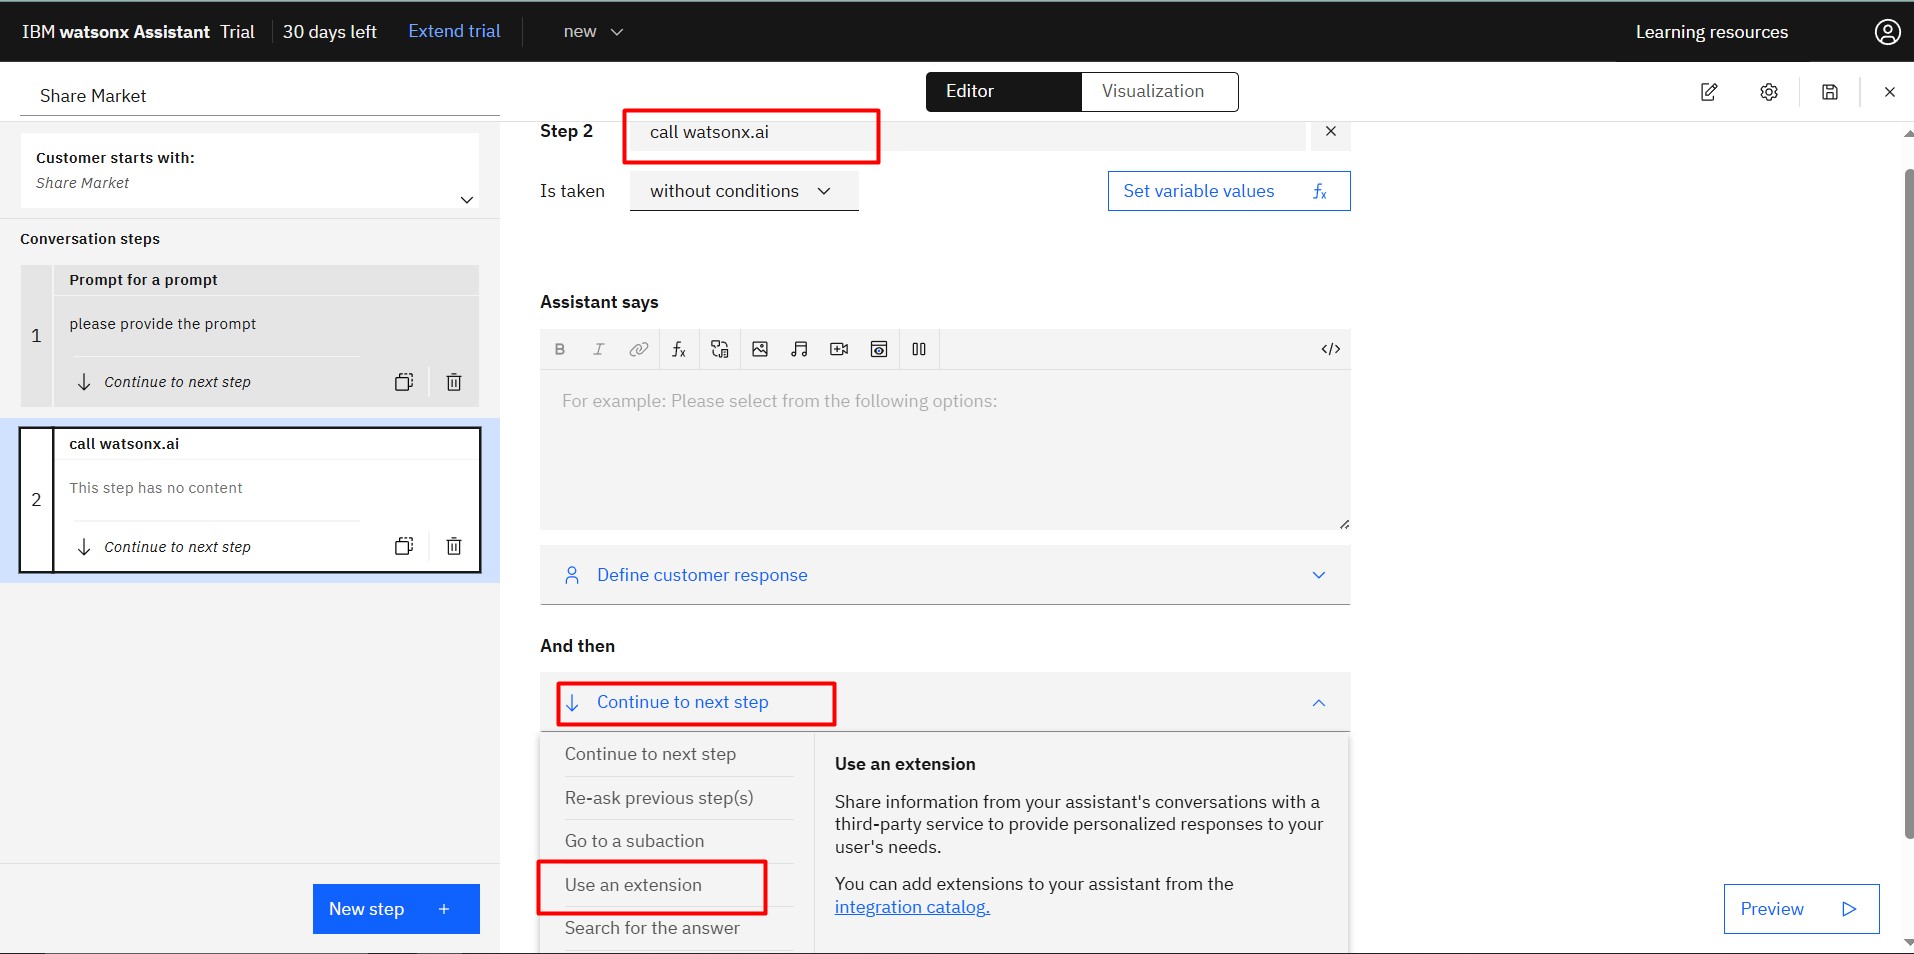 IBM watsonx Assistant Trial 30 days left Extend trial new Learning resources
Share Market
Editor Visualization
Customer starts with:
Share Market
Conversation steps
1
Prompt for a prompt
please provide the prompt
Continue to next step
2
call watsonx.ai
This step has no content
Continue to next step
New step +
Step 2 call watsonx.ai
Is taken without conditions Set variable values fx
Assistant says
B I fx </>
For example: Please select from the following options:
Define customer response
And then
Continue to next step
Continue to next step
Re-ask previous step(s)
Go to a subaction
Use an extension
Search for the answer
Use an extension
Share information from your assistant's conversations with a
third-party service to provide personalized responses to your
user's needs.
You can add extensions to your assistant from the
integration catalog.
Preview